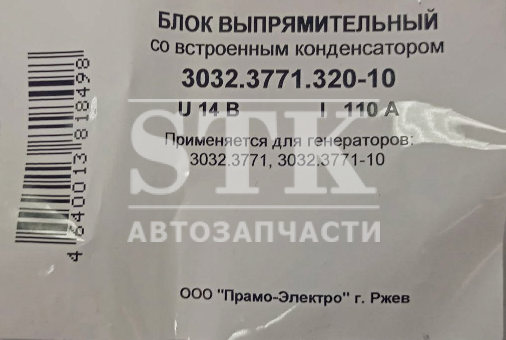 БЛОК ВЫПРЯМИТЕЛЬНЫЙ
со встроенным конденсатором
3032.3771.320-10
U 14 В I 110 А
Применяется для генераторов:
3032.3771, 3032.3771-10
STK
АВТОЗАПЧАСТИ
ООО "Прамо-Электро" г. Ржев
4 640013 818498